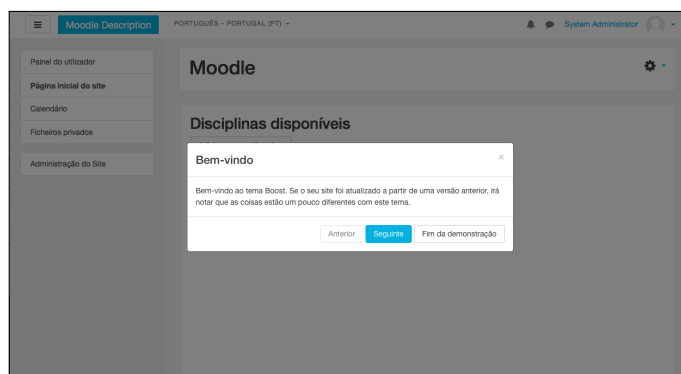 Moodle Description
PORTUGUÊS - PORTUGAL (PT)
System Administrator
Painel do utilizador
Página inicial do site
Calendário
Ficheiros privados
Administração do Site
Moodle
Disciplinas disponíveis
Bem-vindo
×
Bem-vindo ao tema Boost. Se o seu site foi atualizado a partir de uma versão anterior, irá
notar que as coisas estão um pouco diferentes com este tema.
Anterior
Seguinte
Fim da demonstração